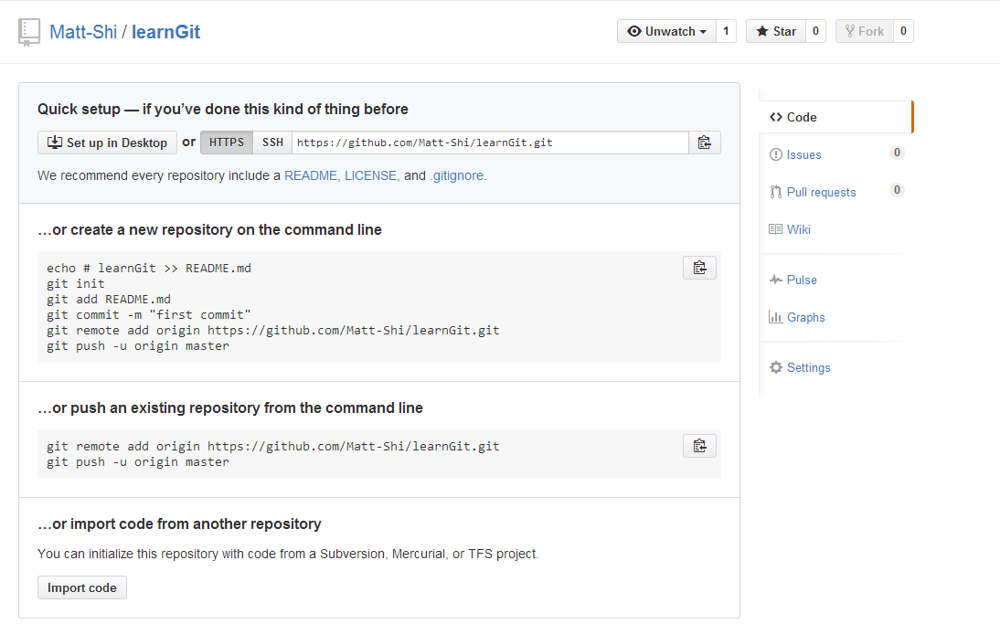 Matt-Shi / learnGit
Unwatch 1 Star 0 Fork 0
Quick setup — if you’ve done this kind of thing before
Set up in Desktop or HTTPS SSH https://github.com/Matt-Shi/learnGit.git
We recommend every repository include a README, LICENSE, and .gitignore.
…or create a new repository on the command line
echo # learnGit >> README.md
git init
git add README.md
git commit -m "first commit"
git remote add origin https://github.com/Matt-Shi/learnGit.git
git push -u origin master
…or push an existing repository from the command line
git remote add origin https://github.com/Matt-Shi/learnGit.git
git push -u origin master
…or import code from another repository
You can initialize this repository with code from a Subversion, Mercurial, or TFS project.
Import code
Code
Issues 0
Pull requests 0
Wiki
Pulse
Graphs
Settings